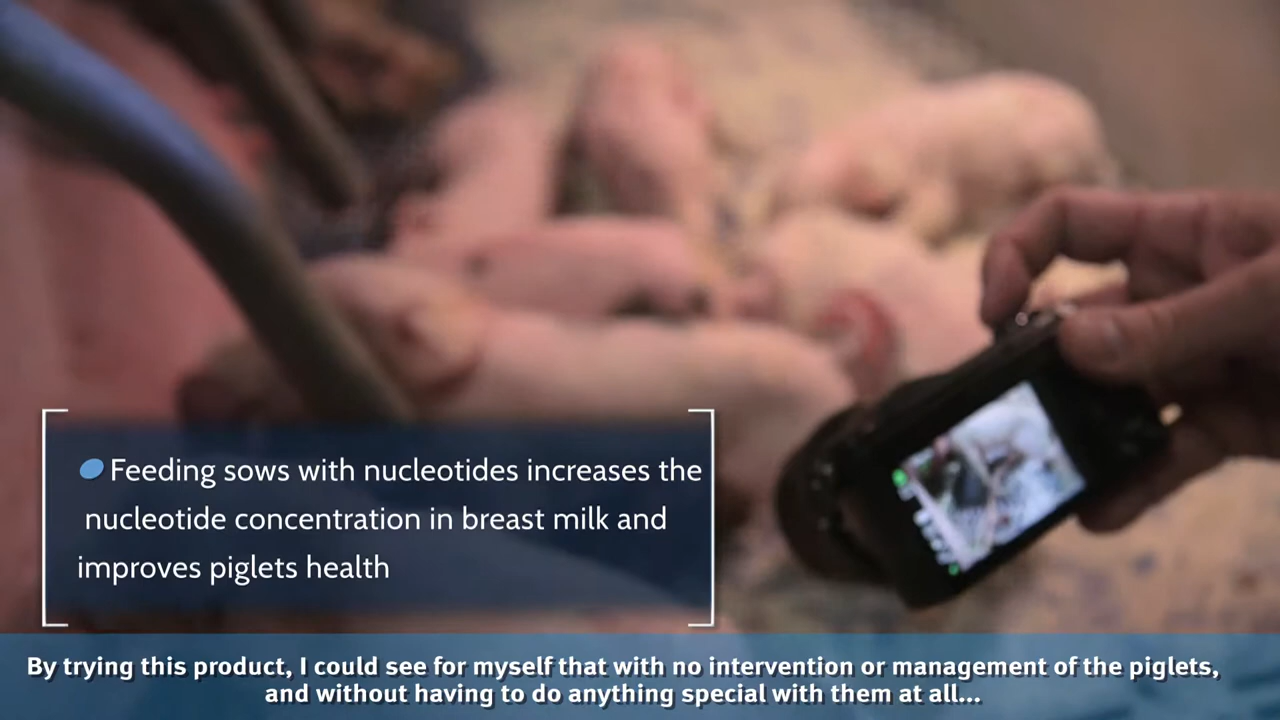 Feeding sows with nucleotides increases the
nucleotide concentration in breast milk and
improves piglets health
By trying this product, I could see for myself that with no intervention or management of the piglets,
and without having to do anything special with them at all...